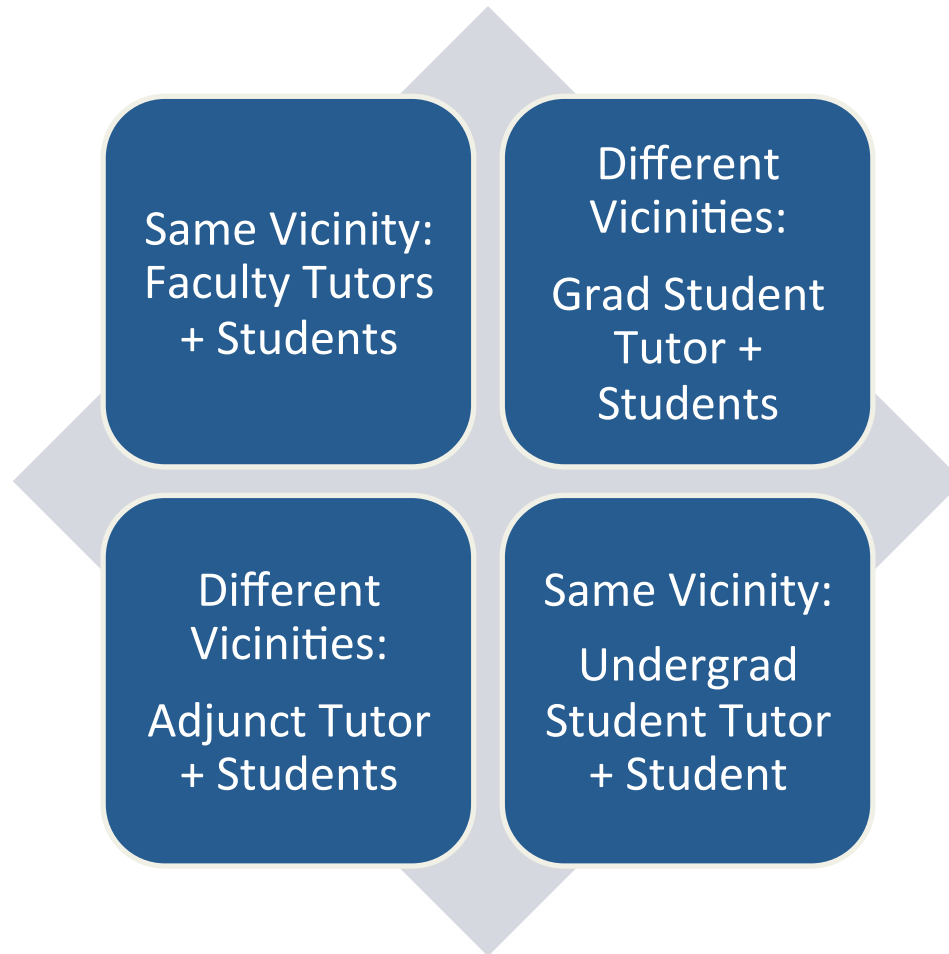 Same Vicinity:
Faculty Tutors
+ Students
Different
Vicinities:
Grad Student
Tutor +
Students
Different
Vicinities:
Adjunct Tutor
+ Students
Same Vicinity:
Undergrad
Student Tutor
+ Student